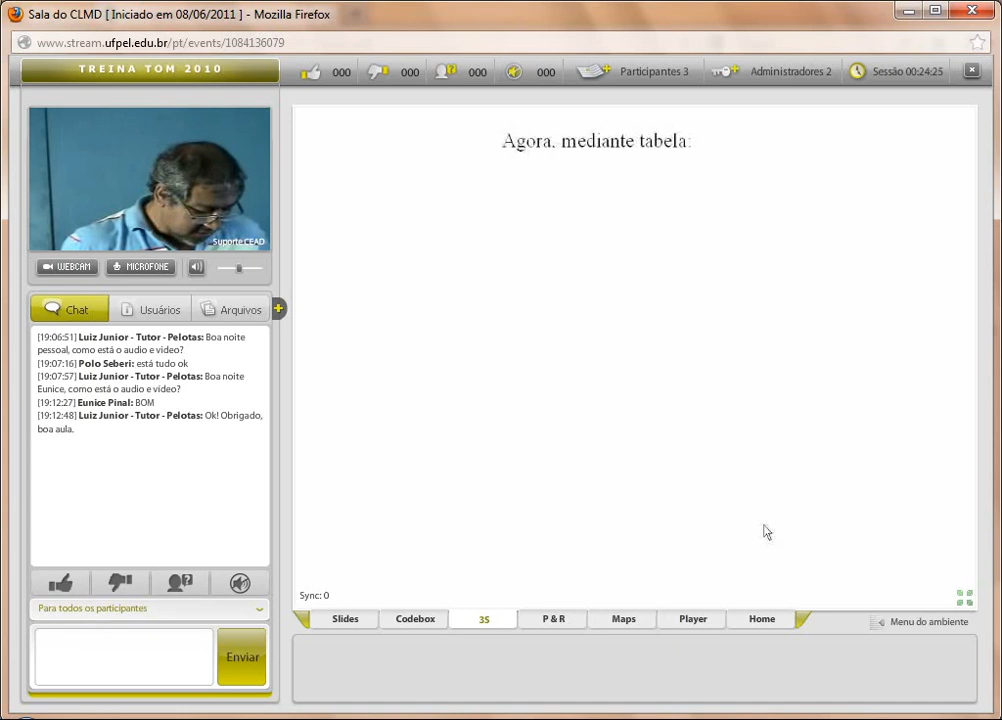 Sala do CLMD [ Iniciado em 08/06/2011 ] - Mozilla Firefox
www.stream.ufpel.edu.br/pt/events/1084136079
TREINA TOM 2010
000
000
000
000
Participantes 3
Administradores 2
Sessão 00:24:25
Suporte CEAD
WEBCAM
MICROFONE
Chat
Usuários
Arquivos
[19:06:51] Luiz Junior - Tutor - Pelotas: Boa noite
pessoal, como está o audio e video?
[19:07:16] Polo Seberi: está tudo ok
[19:07:57] Luiz Junior - Tutor - Pelotas: Boa noite
Eunice, como está o audio e vídeo?
[19:12:27] Eunice Pinal: BOM
[19:12:48] Luiz Junior - Tutor - Pelotas: Ok! Obrigado,
boa aula.
Para todos os participantes
Enviar
Agora, mediante tabela:
Sync: 0
Slides
Codebox
3S
P & R
Maps
Player
Home
Menu do ambiente